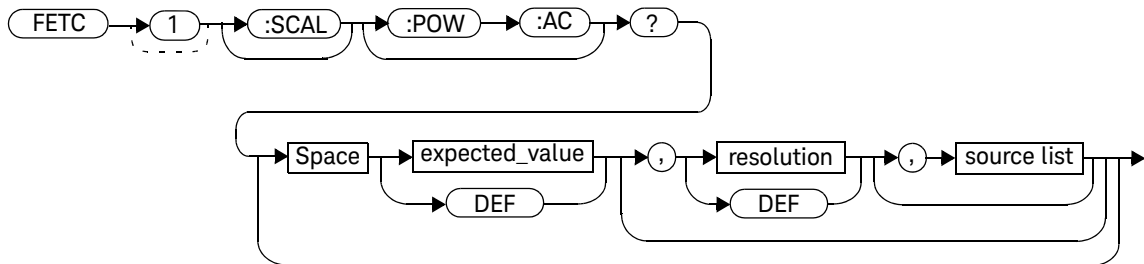 FETC 1 :SCAL :POW :AC ?
Space expected_value , resolution , source list
DEF DEF